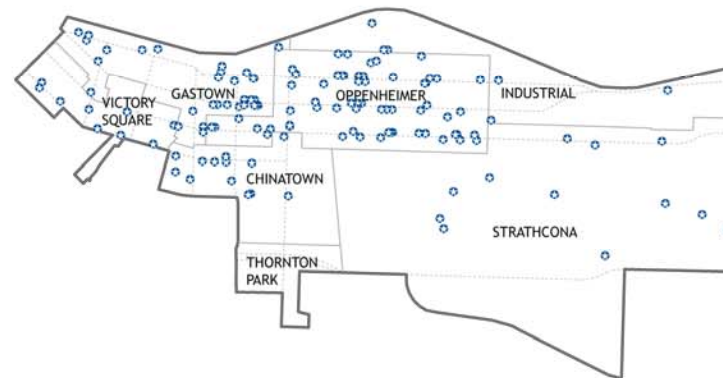 GASTOWN
OPPENHEIMER
INDUSTRIAL
VICTORY
SQUARE
CHINATOWN
STRATHCONA
THORNTON
PARK